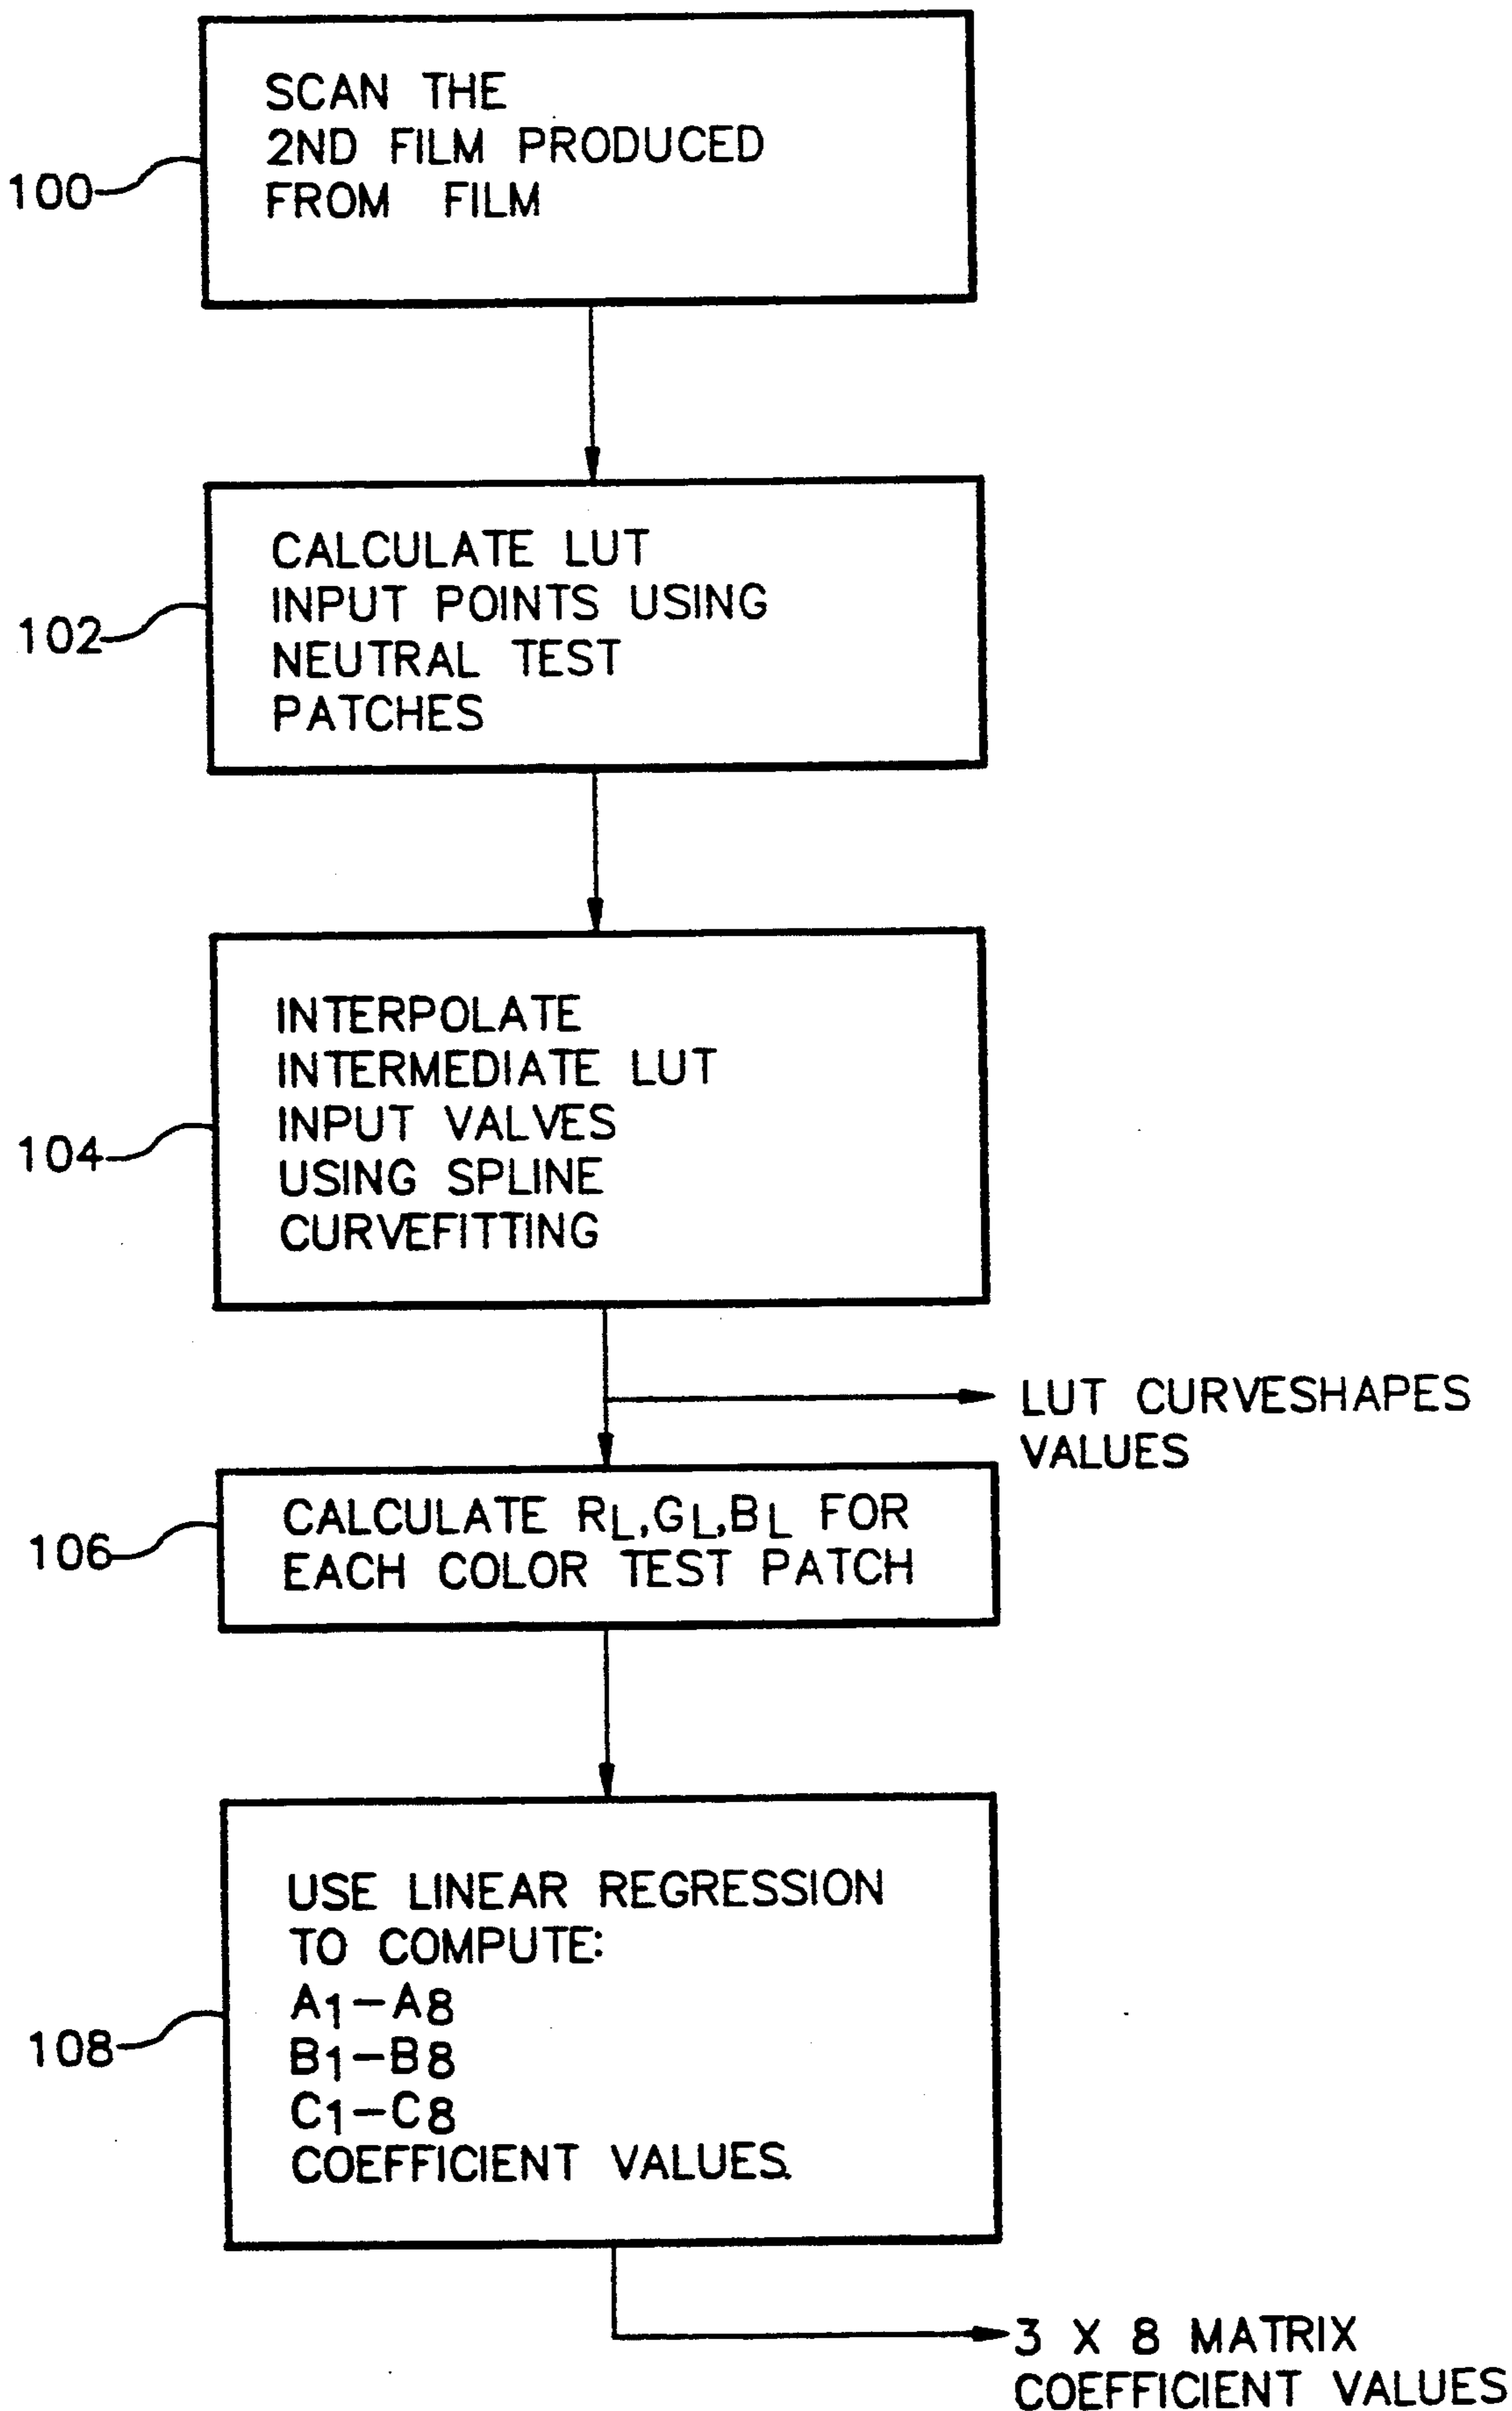 SCAN THE
2ND FILM PRODUCED
FROM FILM
100
CALCULATE LUT
INPUT POINTS USING
NEUTRAL TEST
PATCHES
102
INTERPOLATE
INTERMEDIATE LUT
INPUT VALVES
USING SPLINE
CURVEFITTING
104
LUT CURVESHAPES
VALUES
CALCULATE RL,GL,BL FOR
EACH COLOR TEST PATCH
106
USE LINEAR REGRESSION
TO COMPUTE:
A1–A8
B1–B8
C1–C8
COEFFICIENT VALUES.
108
3 X 8 MATRIX
COEFFICIENT VALUES